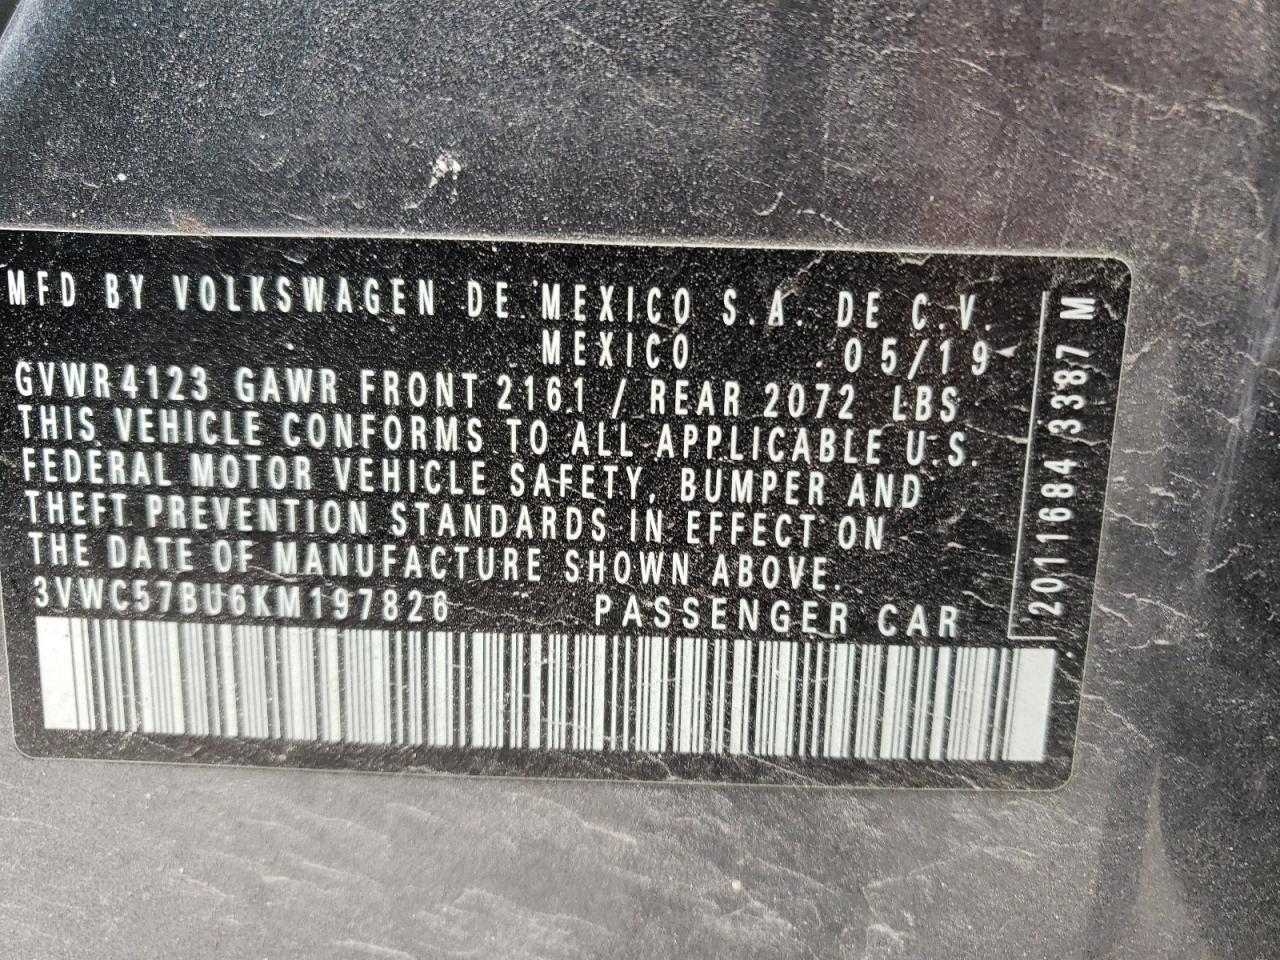 MFD BY VOLKSWAGEN DE MEXICO S.A. DE C.V.
MEXICO 05/19
GVWR 4123 GAWR FRONT 2161 / REAR 2072 LBS
THIS VEHICLE CONFORMS TO ALL APPLICABLE U.S.
FEDERAL MOTOR VEHICLE SAFETY, BUMPER AND
THEFT PREVENTION STANDARDS IN EFFECT ON
THE DATE OF MANUFACTURE SHOWN ABOVE.
3VWC57BU6KM197826 PASSENGER CAR
2011684 3387 M